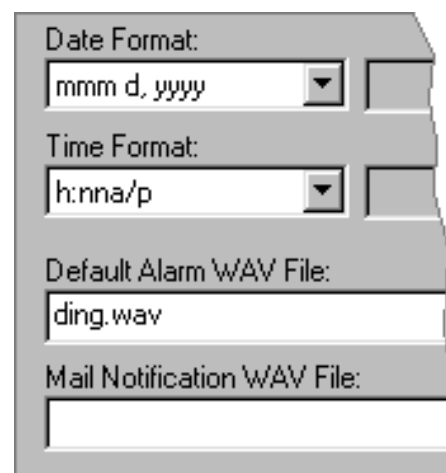 Date Format:
mmm d, yyyy
Time Format:
h:nna/p
Default Alarm WAV File:
ding.wav
Mail Notification WAV File: